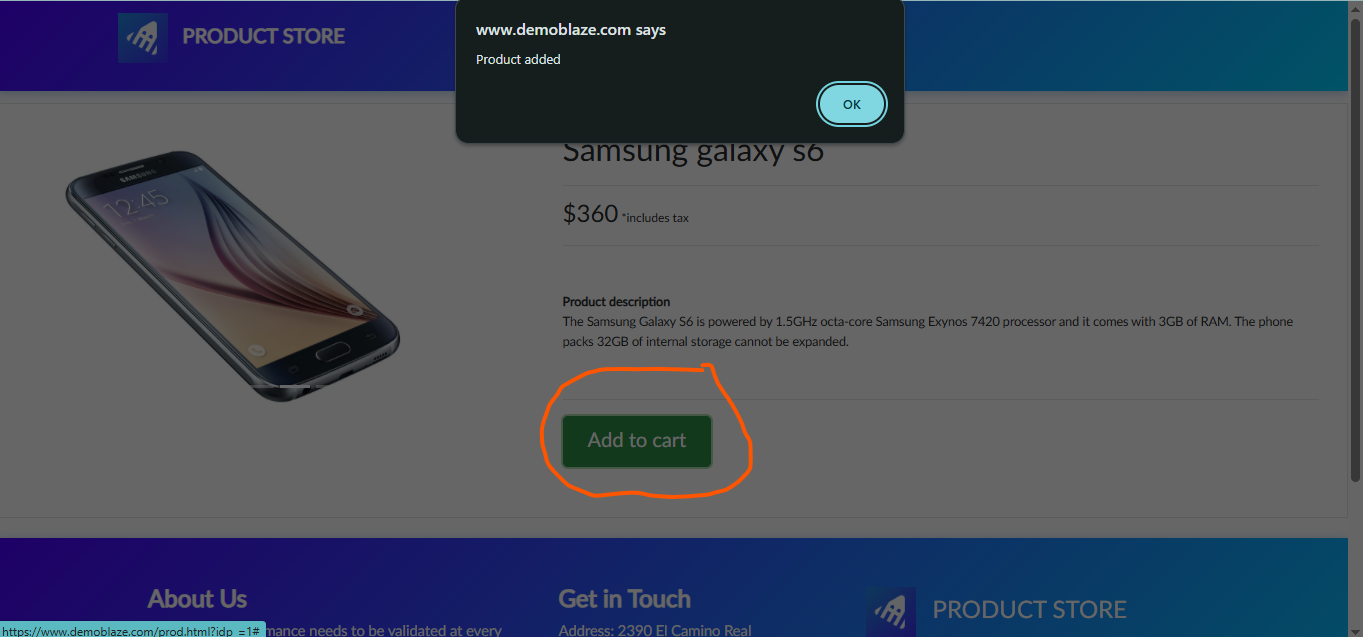 www.demoblaze.com says
Product added
OK
PRODUCT STORE
Samsung galaxy s6
$360 *includes tax
SAMSUNG
12:45
Product description
The Samsung Galaxy S6 is powered by 1.5GHz octa-core Samsung Exynos 7420 processor and it comes with 3GB of RAM. The phone
packs 32GB of internal storage cannot be expanded.
Add to cart
About Us
Get in Touch
PRODUCT STORE
mance needs to be validated at every
Address: 2390 El Camino Real
https://www.demoblaze.com/prod.html?idp_=1#